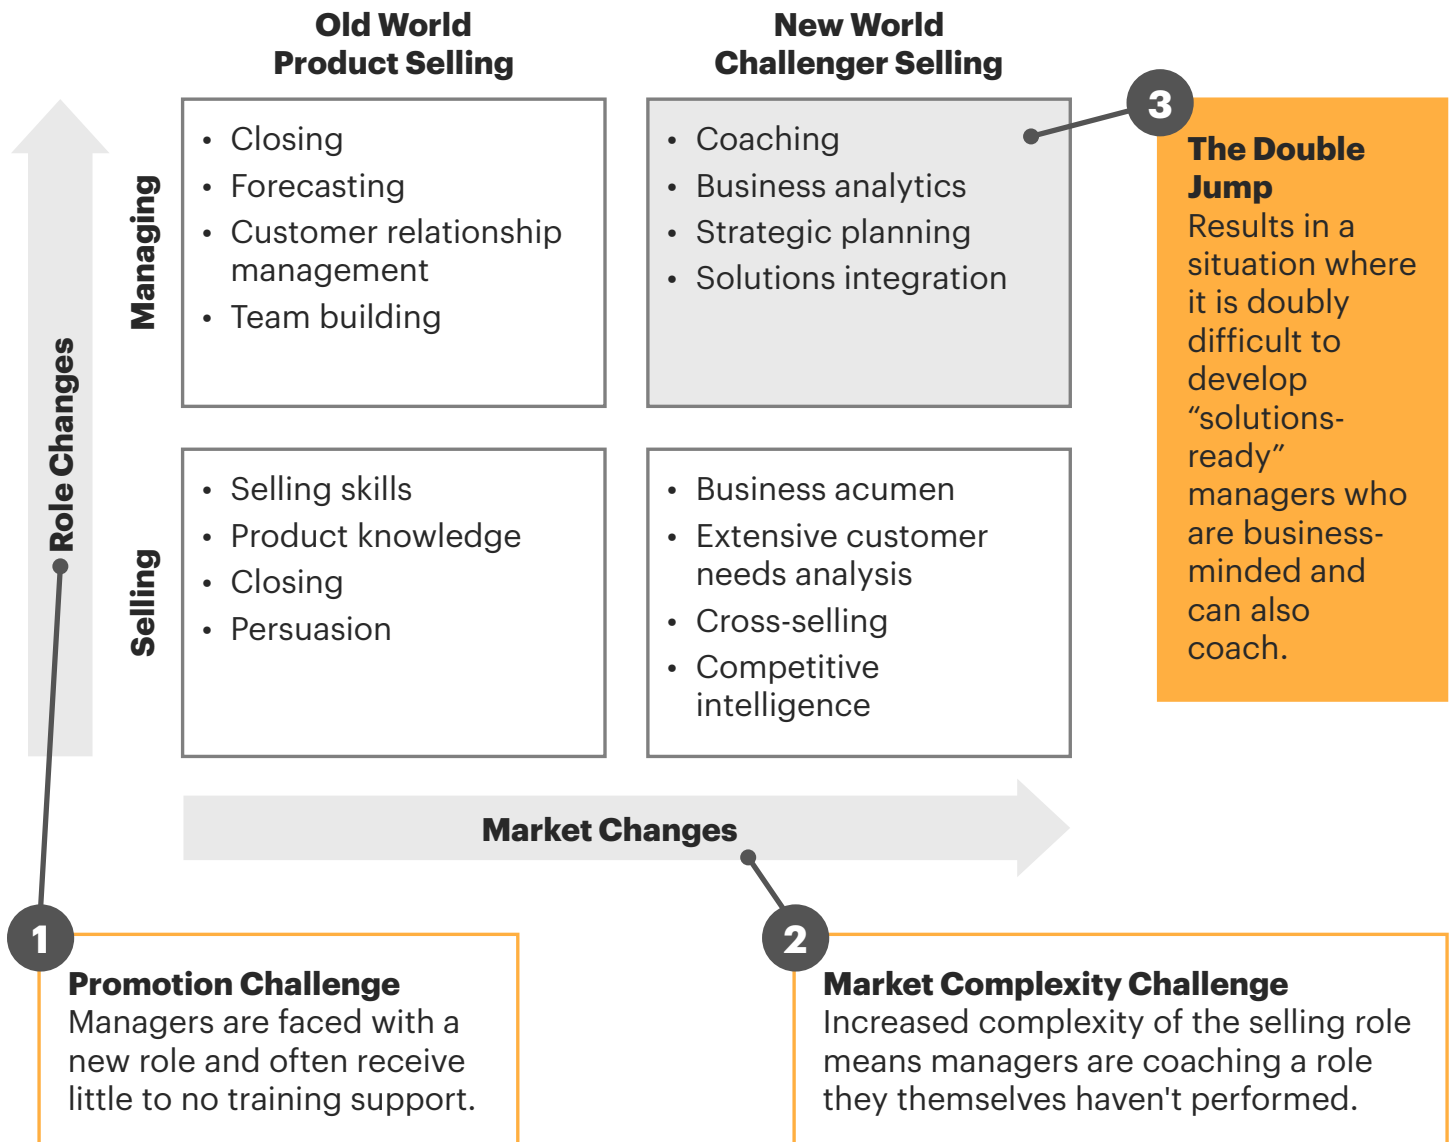 Old World
Product Selling
New World
Challenger Selling
Role Changes
Managing
• Closing
• Forecasting
• Customer relationship
management
• Team building
• Coaching
• Business analytics
• Strategic planning
• Solutions integration
Selling
• Selling skills
• Product knowledge
• Closing
• Persuasion
• Business acumen
• Extensive customer
needs analysis
• Cross-selling
• Competitive
intelligence
Market Changes
3
The Double
Jump
Results in a
situation where
it is doubly
difficult to
develop
“solutions-
ready”
managers who
are business-
minded and
can also
coach.
1
Promotion Challenge
Managers are faced with a
new role and often receive
little to no training support.
2
Market Complexity Challenge
Increased complexity of the selling role
means managers are coaching a role
they themselves haven't performed.